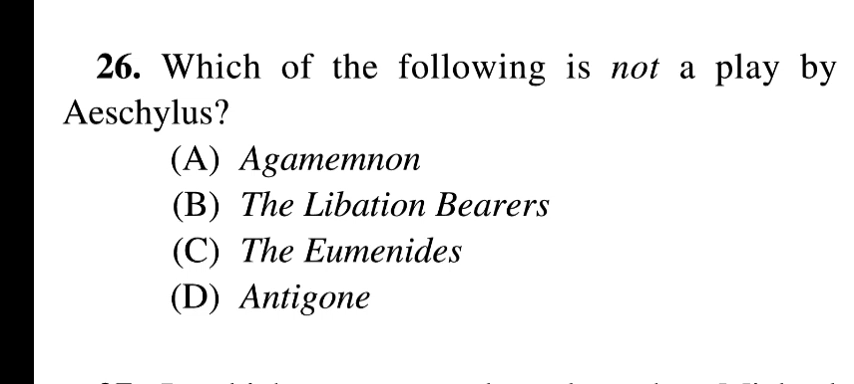 26. Which of the following is not a play by
Aeschylus?
(A) Agamemnon
(B) The Libation Bearers
(C) The Eumenides
(D) Antigone